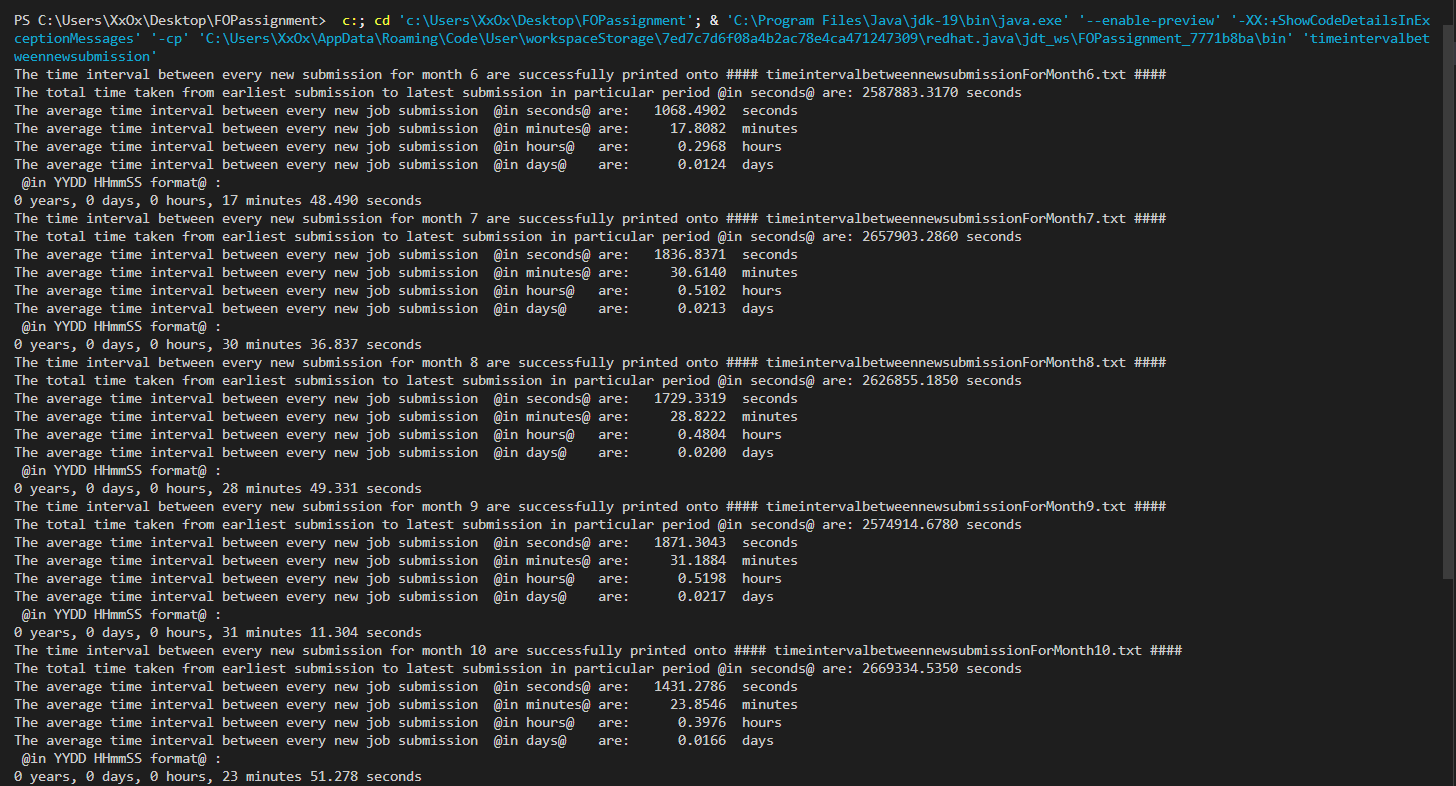 PS C:\Users\XxOx\Desktop\FOPassignment>  c:; cd 'c:\Users\XxOx\Desktop\FOPassignment'; & 'C:\Program Files\Java\jdk-19\bin\java.exe' '--enable-preview' '-XX:+ShowCodeDetailsInEx
ceptionMessages' '-cp' 'C:\Users\XxOx\AppData\Roaming\Code\User\workspaceStorage\7ed7c7d6f08a4b2ac78e4ca471247309\redhat.java\jdt_ws\FOPassignment_7771b8ba\bin' 'timeintervalbet
weennewsubmission'
The time interval between every new submission for month 6 are successfully printed onto #### timeintervalbetweennewsubmissionForMonth6.txt ####
The total time taken from earliest submission to latest submission in particular period @in seconds@ are: 2587883.3170 seconds
The average time interval between every new job submission  @in seconds@ are:   1068.4902  seconds
The average time interval between every new job submission  @in minutes@ are:     17.8082  minutes
The average time interval between every new job submission  @in hours@   are:      0.2968  hours
The average time interval between every new job submission  @in days@    are:      0.0124  days
 @in YYDD HHmmSS format@ :
0 years, 0 days, 0 hours, 17 minutes 48.490 seconds
The time interval between every new submission for month 7 are successfully printed onto #### timeintervalbetweennewsubmissionForMonth7.txt ####
The total time taken from earliest submission to latest submission in particular period @in seconds@ are: 2657903.2860 seconds
The average time interval between every new job submission  @in seconds@ are:   1836.8371  seconds
The average time interval between every new job submission  @in minutes@ are:     30.6140  minutes
The average time interval between every new job submission  @in hours@   are:      0.5102  hours
The average time interval between every new job submission  @in days@    are:      0.0213  days
 @in YYDD HHmmSS format@ :
0 years, 0 days, 0 hours, 30 minutes 36.837 seconds
The time interval between every new submission for month 8 are successfully printed onto #### timeintervalbetweennewsubmissionForMonth8.txt ####
The total time taken from earliest submission to latest submission in particular period @in seconds@ are: 2626855.1850 seconds
The average time interval between every new job submission  @in seconds@ are:   1729.3319  seconds
The average time interval between every new job submission  @in minutes@ are:     28.8222  minutes
The average time interval between every new job submission  @in hours@   are:      0.4804  hours
The average time interval between every new job submission  @in days@    are:      0.0200  days
 @in YYDD HHmmSS format@ :
0 years, 0 days, 0 hours, 28 minutes 49.331 seconds
The time interval between every new submission for month 9 are successfully printed onto #### timeintervalbetweennewsubmissionForMonth9.txt ####
The total time taken from earliest submission to latest submission in particular period @in seconds@ are: 2574914.6780 seconds
The average time interval between every new job submission  @in seconds@ are:   1871.3043  seconds
The average time interval between every new job submission  @in minutes@ are:     31.1884  minutes
The average time interval between every new job submission  @in hours@   are:      0.5198  hours
The average time interval between every new job submission  @in days@    are:      0.0217  days
 @in YYDD HHmmSS format@ :
0 years, 0 days, 0 hours, 31 minutes 11.304 seconds
The time interval between every new submission for month 10 are successfully printed onto #### timeintervalbetweennewsubmissionForMonth10.txt ####
The total time taken from earliest submission to latest submission in particular period @in seconds@ are: 2669334.5350 seconds
The average time interval between every new job submission  @in seconds@ are:   1431.2786  seconds
The average time interval between every new job submission  @in minutes@ are:     23.8546  minutes
The average time interval between every new job submission  @in hours@   are:      0.3976  hours
The average time interval between every new job submission  @in days@    are:      0.0166  days
 @in YYDD HHmmSS format@ :
0 years, 0 days, 0 hours, 23 minutes 51.278 seconds